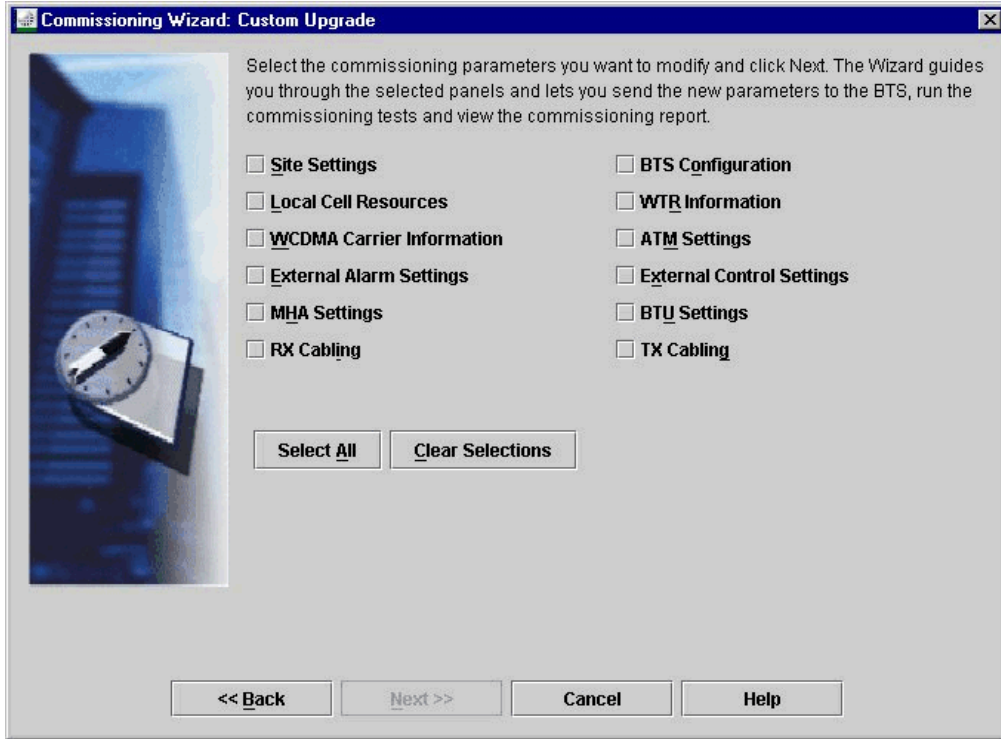 Commissioning Wizard: Custom Upgrade
Select the commissioning parameters you want to modify and click Next. The Wizard guides
you through the selected panels and lets you send the new parameters to the BTS, run the
commissioning tests and view the commissioning report.
Site Settings
BTS Configuration
Local Cell Resources
WTR Information
WCDMA Carrier Information
ATM Settings
External Alarm Settings
External Control Settings
MHA Settings
BTU Settings
RX Cabling
TX Cabling
Select All
Clear Selections
<< Back
Next >>
Cancel
Help